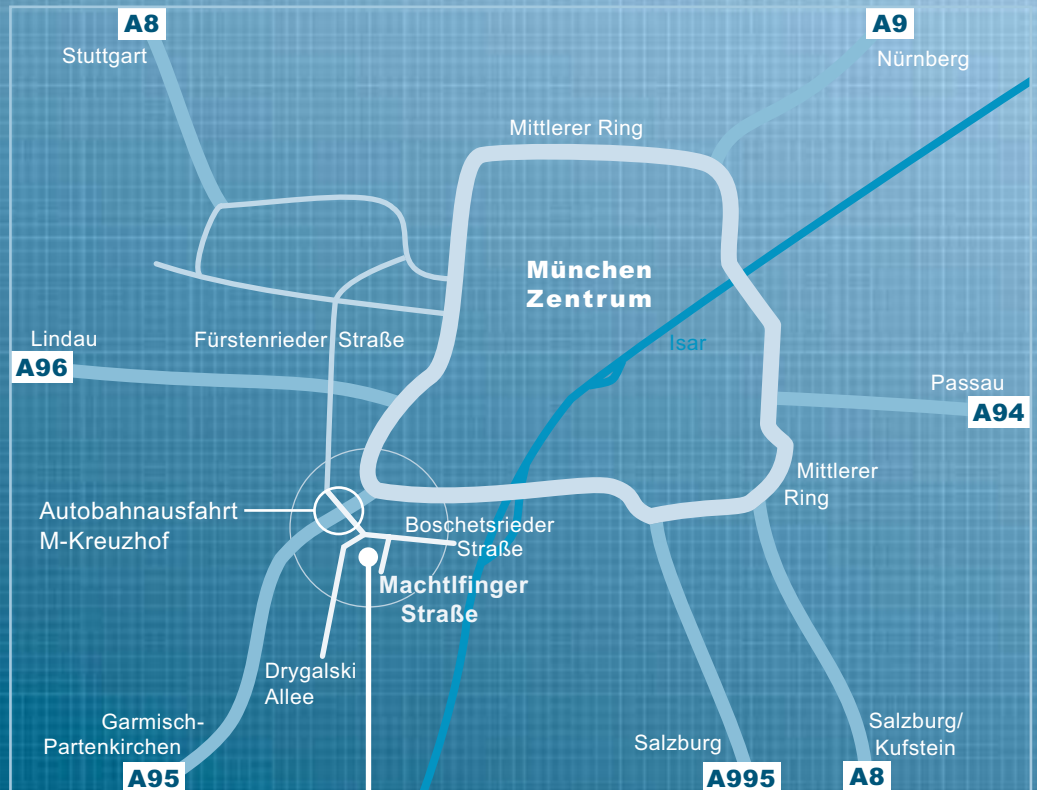 A8
Stuttgart
A9
Nürnberg
Mittlerer Ring
München
Zentrum
Isar
Lindau
A96
Fürstenrieder Straße
Passau
A94
Mittlerer
Ring
Autobahnausfahrt
M-Kreuzhof
Boschetsrieder
Straße
Machtlfinger
Straße
Drygalski
Allee
Garmisch-
Partenkirchen
A95
Salzburg
A995
Salzburg/
Kufstein
A8